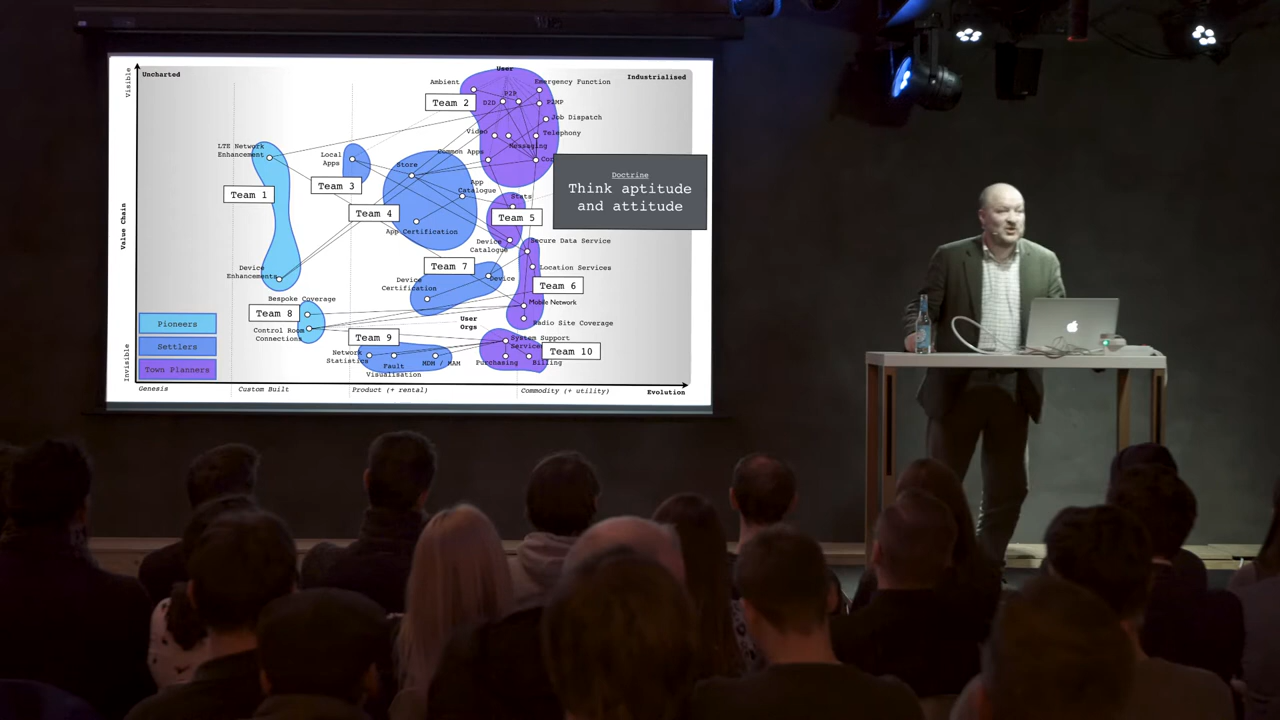 User
Uncharted
Industrialised
Visible
Ambient
Emergency Function
P2P
Team 2
D2D
P2MP
Job Dispatch
Video
Telephony
Messaging
LTE Network
Enhancement
Local
Apps
Common Apps
Store
Doctrine
Think aptitude
and attitude
Team 1
Team 3
App
Catalogue
Stats
Team 4
Team 5
App Certification
Value Chain
Device
Catalogue
Secure Data Service
Team 7
Location Services
Device
Enhancements
Device
Certification
Device
Team 6
Bespoke Coverage
Mobile Network
Team 8
User
Orgs
Radio Site Coverage
Pioneers
Control Room
Connections
Team 9
System Support
Services
Settlers
Network
Statistics
Team 10
Invisible
Fault
Visualisation
MDM / MAM
Purchasing
Billing
Town Planners
Genesis
Custom Built
Product (+ rental)
Commodity (+ utility)
Evolution